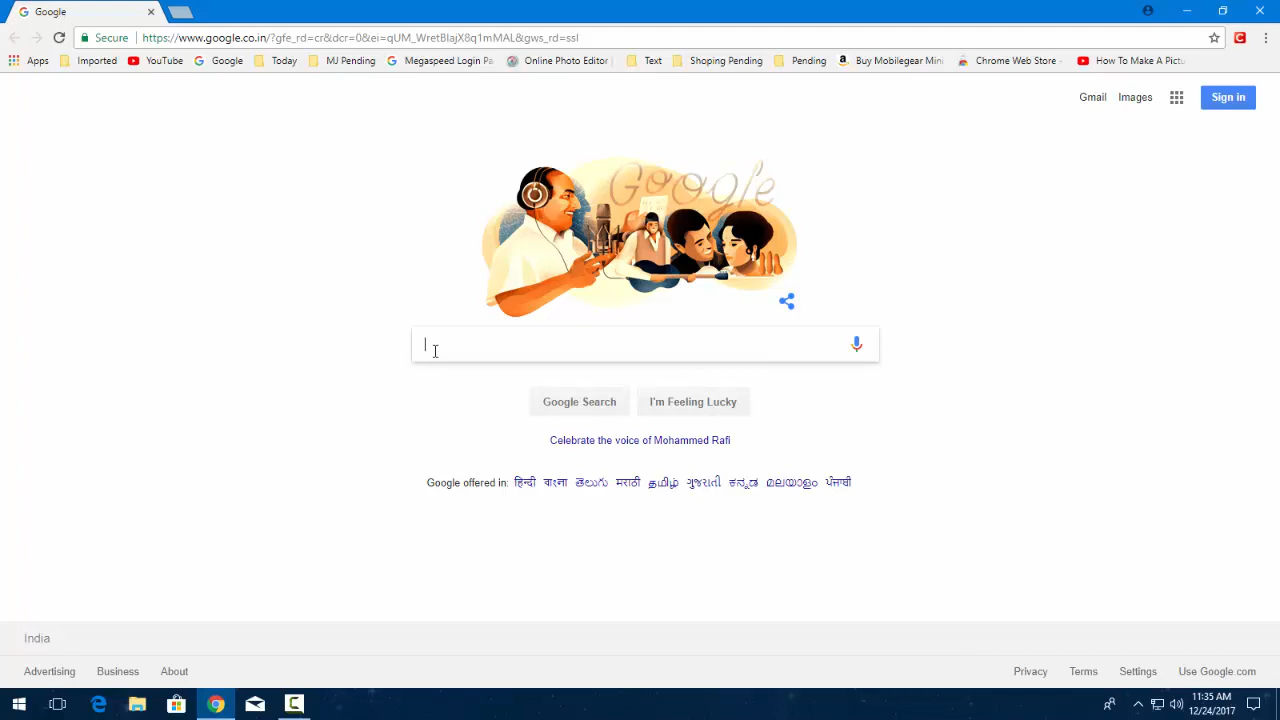 Google
Secure https://www.google.co.in/?gfe_rd=cr&dcr=0&ei=qUM_WretBIajX8q1mMAL&gws_rd=ssl
Apps Imported YouTube Google Today MJ Pending Megaspeed Login Pa Online Photo Editor Text Shoping Pending Pending Buy Mobilegear Mini Chrome Web Store - How To Make A Pictu
Gmail Images Sign in
Google
Google Search I'm Feeling Lucky
Celebrate the voice of Mohammed Rafi
Google offered in: हिन्दी বাংলা తెలుగు मराठी தமிழ் ગુજરાતી ಕನ್ನಡ മലയാളം ਪੰਜਾਬੀ
India
Advertising Business About Privacy Terms Settings Use Google.com
11:35 AM
12/24/2017